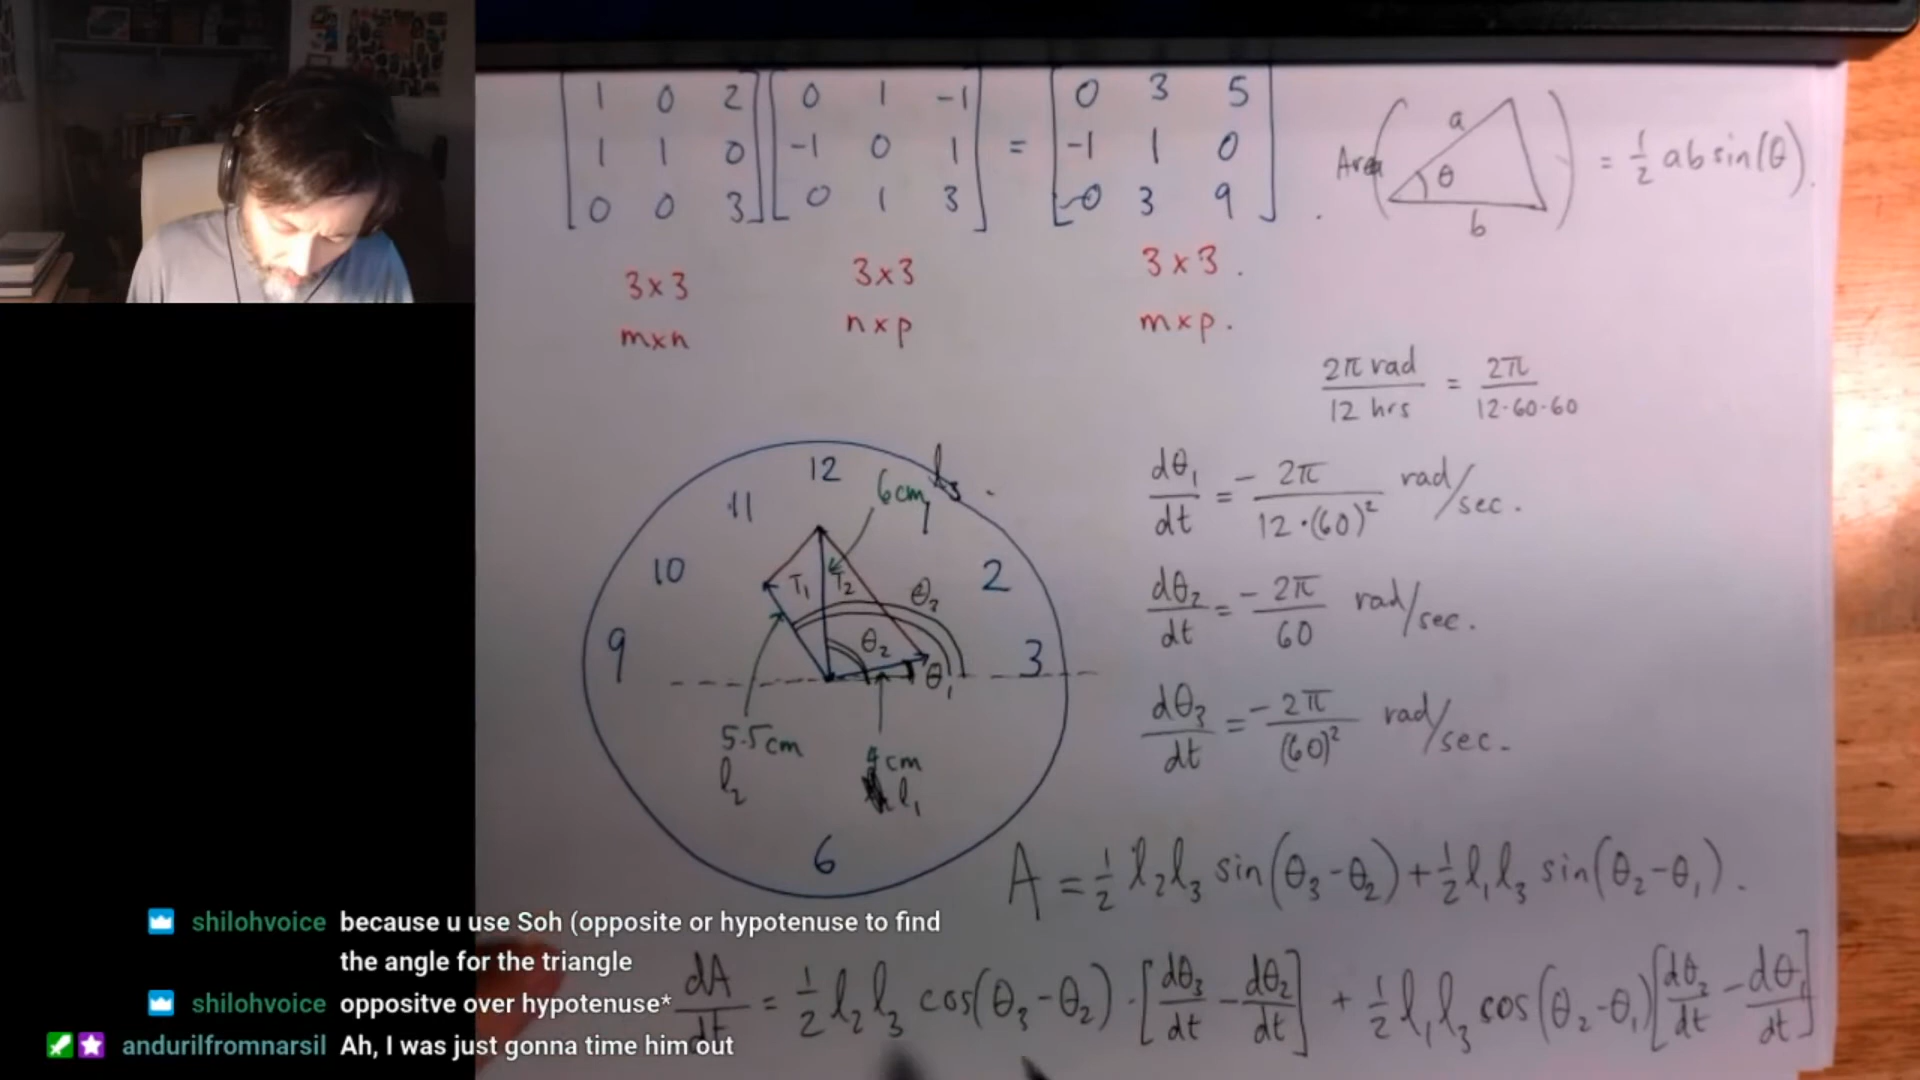 [1 0 2; 1 1 0; 0 0 3] [0 1 -1; -1 0 1; 0 1 3] = [0 3 5; -1 1 0; -0 3 9].
3x3 3x3 3x3.
mxn nxp mxp.
Area( a θ b ) = 1/2 ab sin(θ).
2π rad / 12 hrs = 2π / 12·60·60
dθ₁/dt = - 2π / 12·(60)² rad/sec.
dθ₂/dt = - 2π / 60 rad/sec.
dθ₃/dt = - 2π / (60)² rad/sec.
12
11
10
9
6
3
2
6cm, l₃.
T₁ T₂
θ₂
θ₂
θ₁
5.5cm
l₂
4cm
l₁
A = 1/2 l₂l₃ sin(θ₃-θ₂) + 1/2 l₁l₃ sin(θ₂-θ₁).
dA/dt = 1/2 l₂l₃ cos(θ₃-θ₂)·[dθ₃/dt - dθ₂/dt] + 1/2 l₁l₃ cos(θ₂-θ₁)[dθ₂/dt - dθ₁/dt]
shilohvoice because u use Soh (opposite or hypotenuse to find
the angle for the triangle
shilohvoice oppositve over hypotenuse*
andurilfromnarsil Ah, I was just gonna time him out